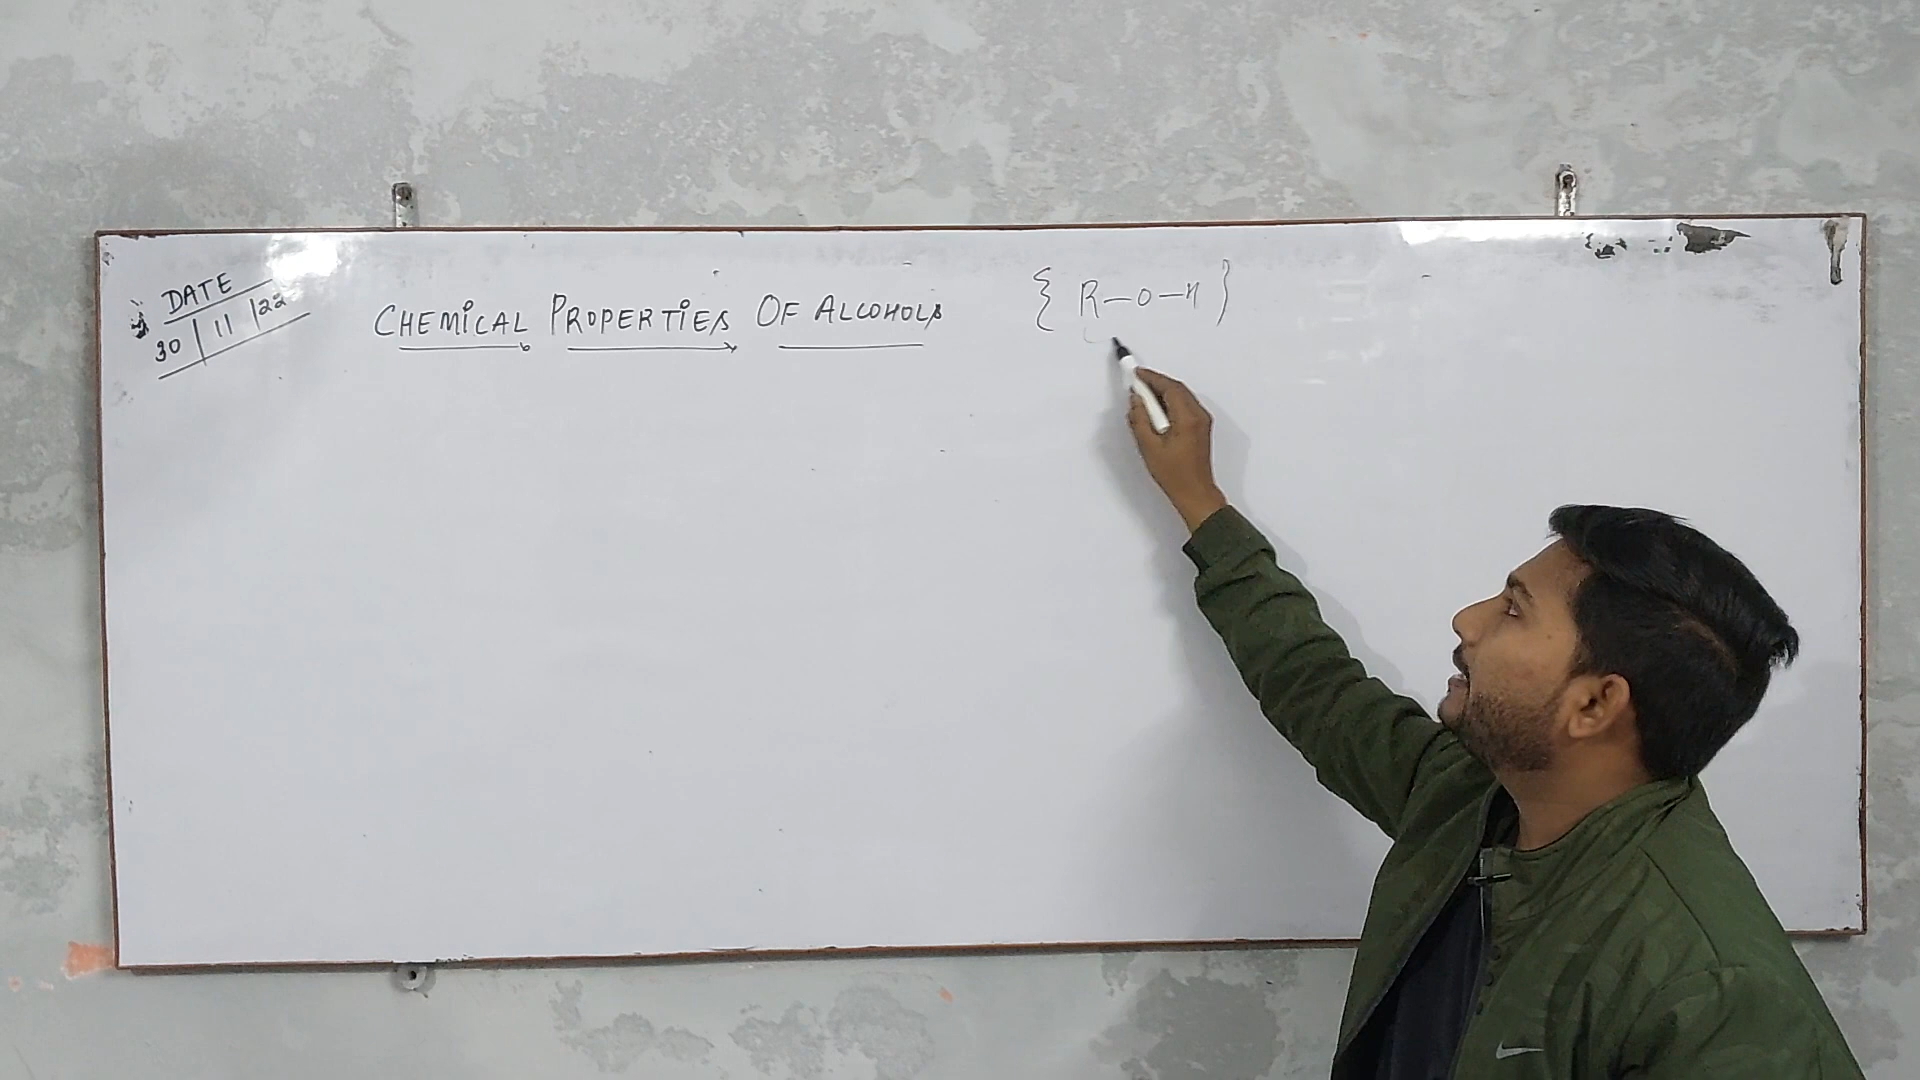 DATE
30 | 11 | 22
CHEMICAL PROPERTIES OF ALCOHOLS { R-O-H }